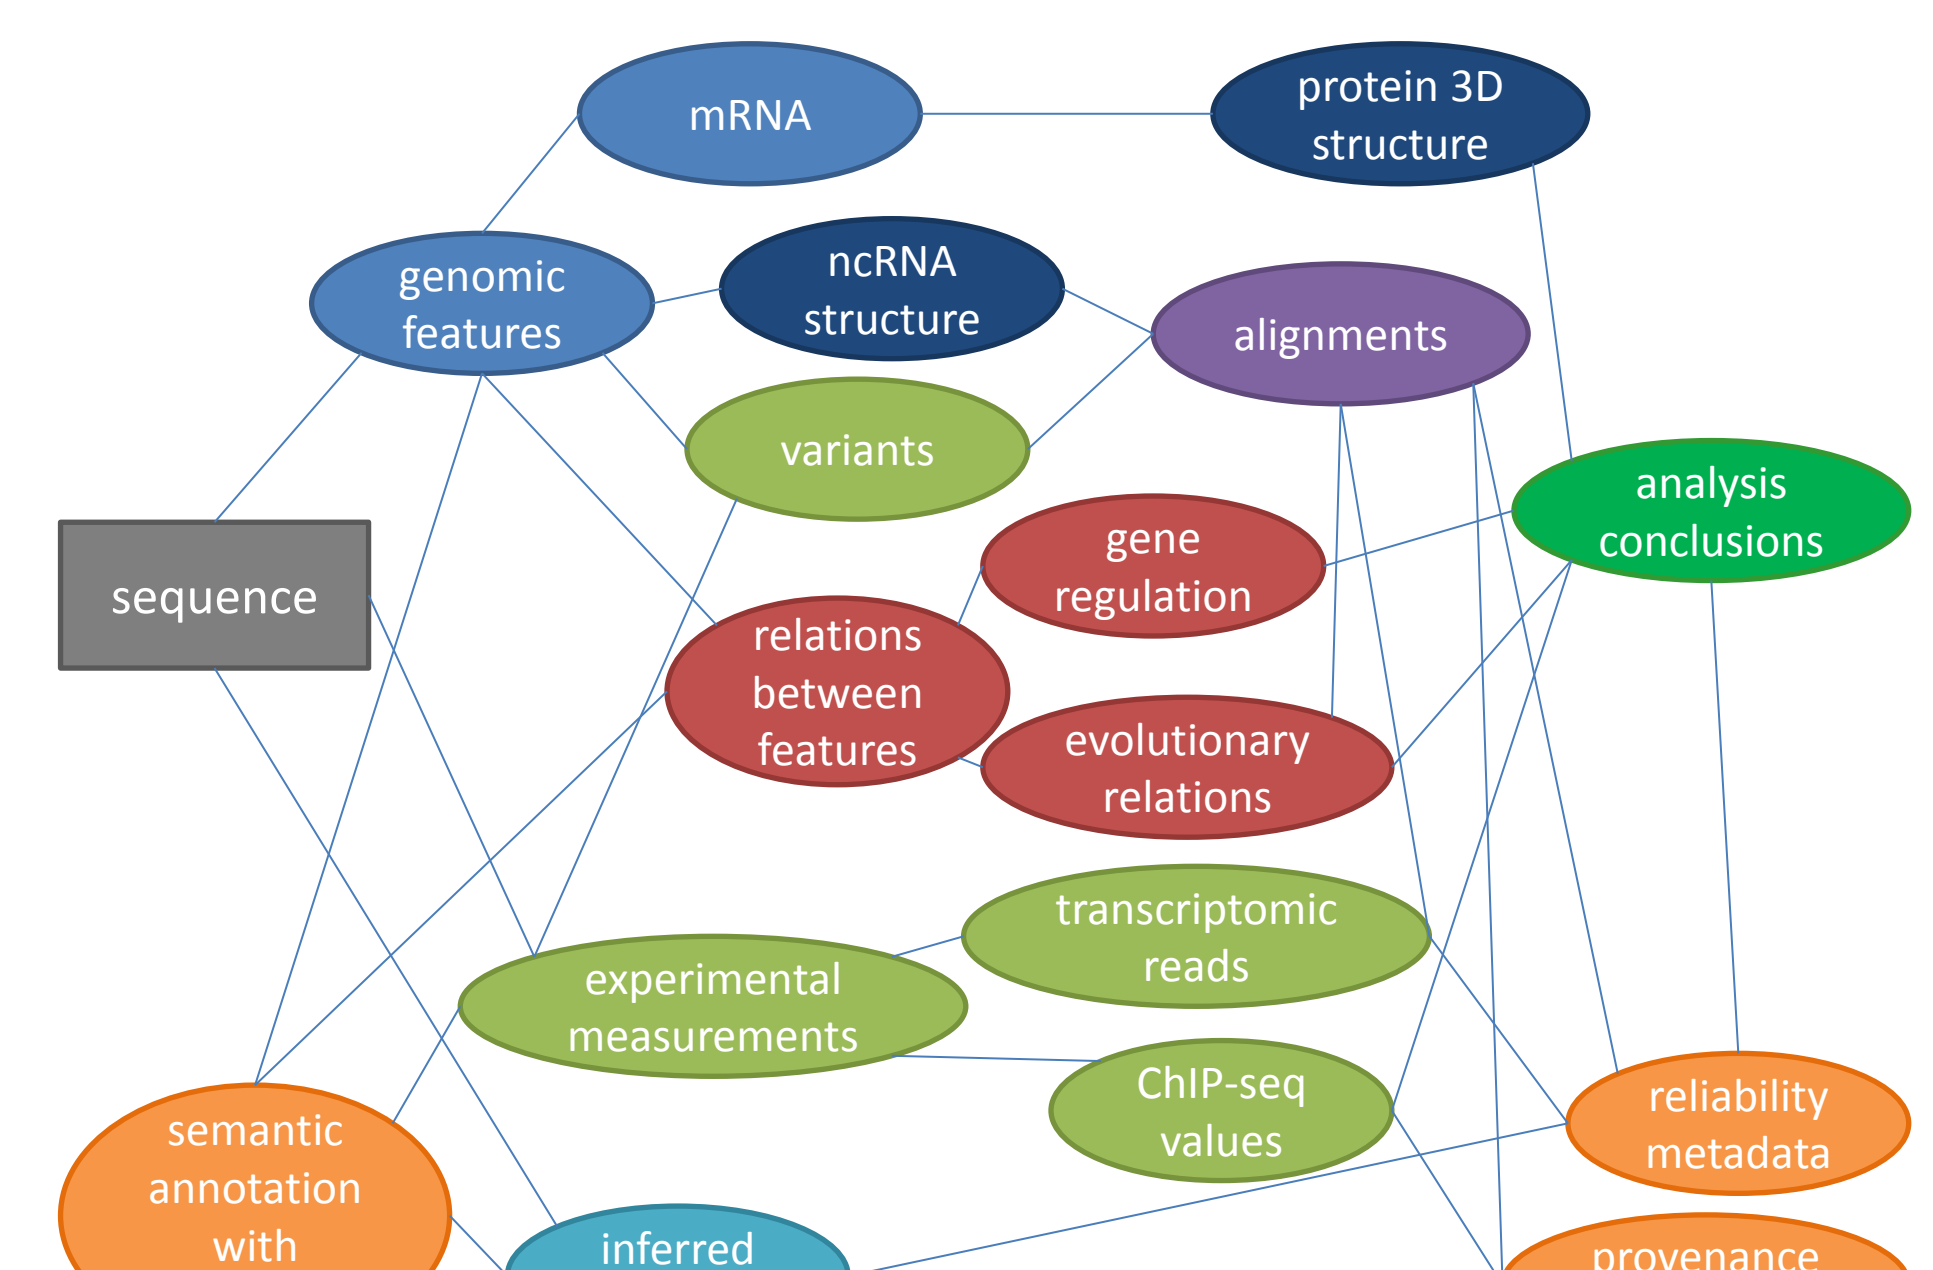 mRNA
protein 3D
structure
genomic
features
ncRNA
structure
alignments
variants
analysis
conclusions
gene
regulation
sequence
relations
between
features
evolutionary
relations
transcriptomic
reads
experimental
measurements
ChIP-seq
values
reliability
metadata
semantic
annotation
with
inferred
provenance